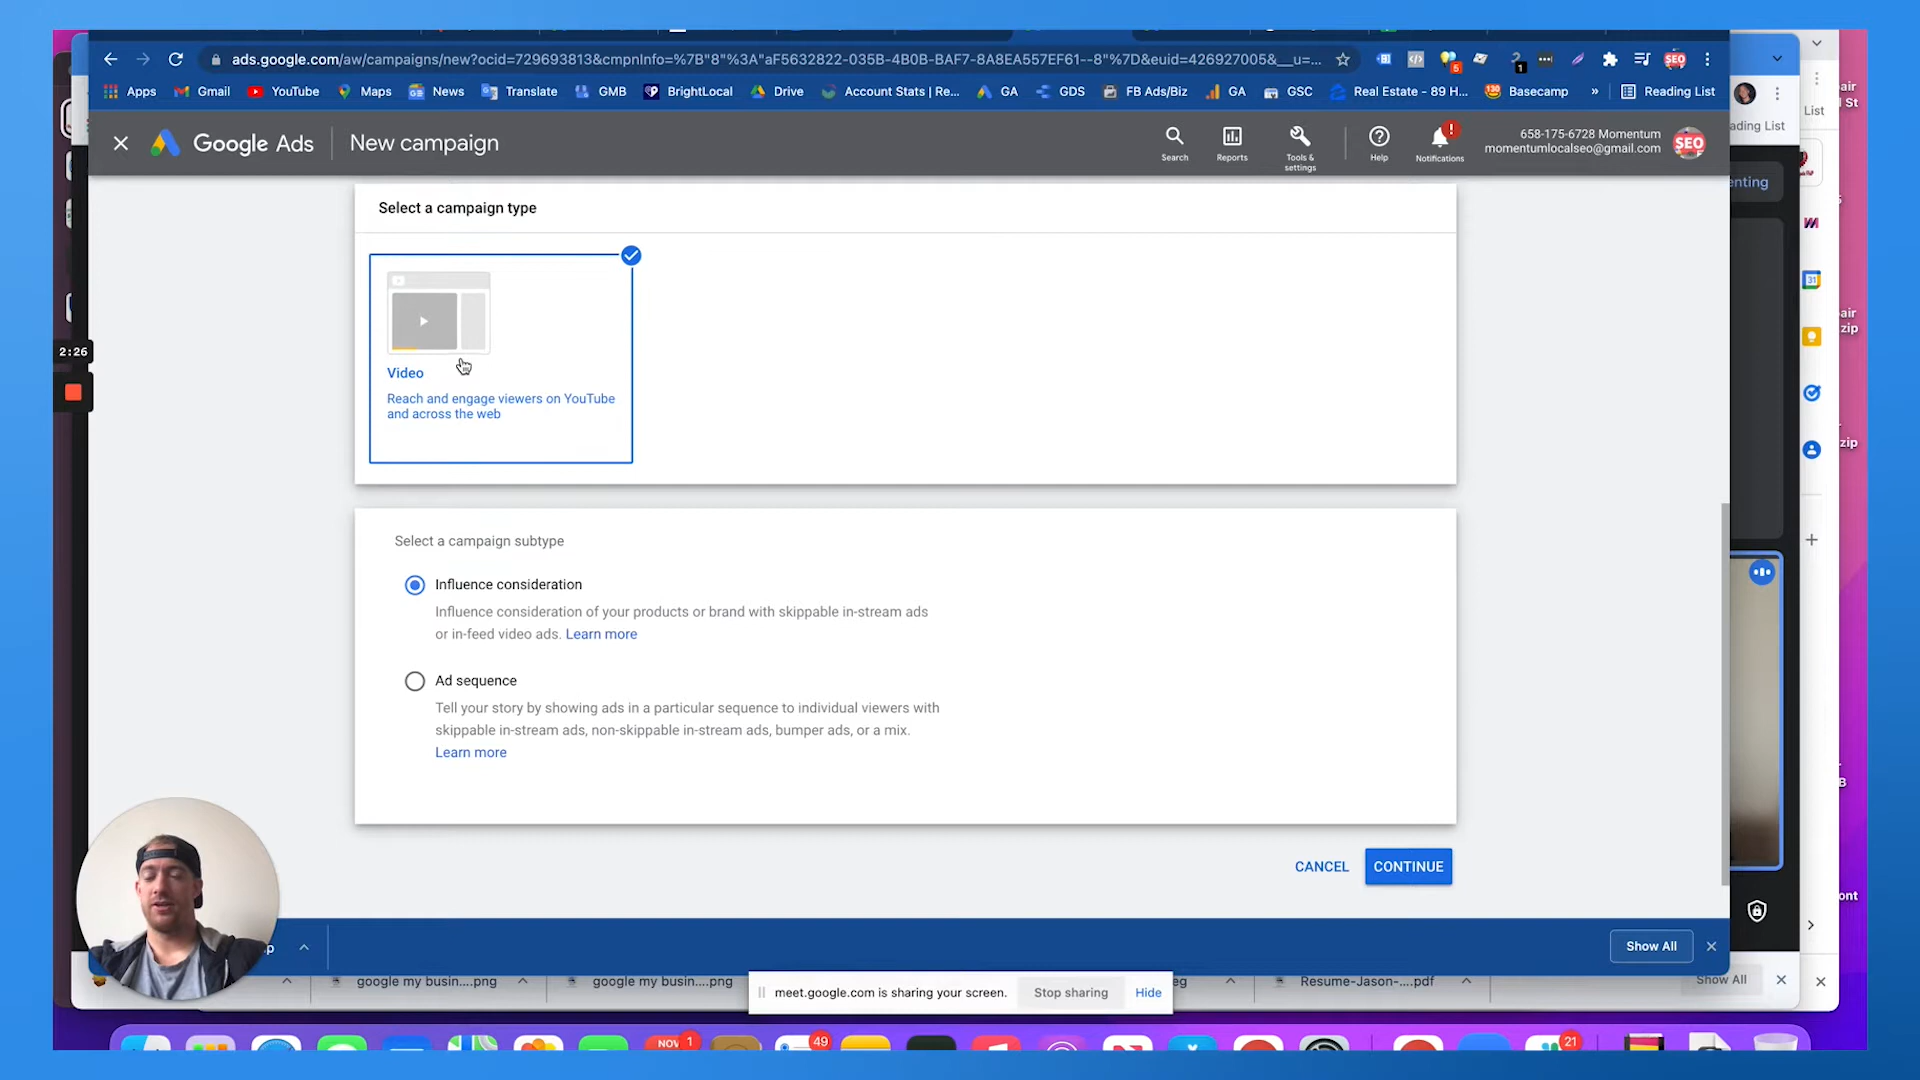 ads.google.com/aw/campaigns/new?ocid=729693813&cmpnInfo=%7B"8"%3A"aF5632822-035B-4B0B-BAF7-8A8EA557EF61--8"%7D&euid=426927005&__u=...
Apps Gmail YouTube Maps News Translate GMB BrightLocal Drive Account Stats | Re... GA GDS FB Ads/Biz GA GSC Real Estate - 89 H... Basecamp » Reading List
Google Ads New campaign
Search Reports Tools & settings Help Notifications
658-175-6728 Momentum
momentumlocalseo@gmail.com
SEO
Select a campaign type
2:26
Video
Reach and engage viewers on YouTube
and across the web
Select a campaign subtype
Influence consideration
Influence consideration of your products or brand with skippable in-stream ads
or in-feed video ads. Learn more
Ad sequence
Tell your story by showing ads in a particular sequence to individual viewers with
skippable in-stream ads, non-skippable in-stream ads, bumper ads, or a mix.
Learn more
CANCEL CONTINUE
Show All
google my busin....png google my busin....png Resume-Jason-....pdf Show All
meet.google.com is sharing your screen. Stop sharing Hide
NOV 1 49 21